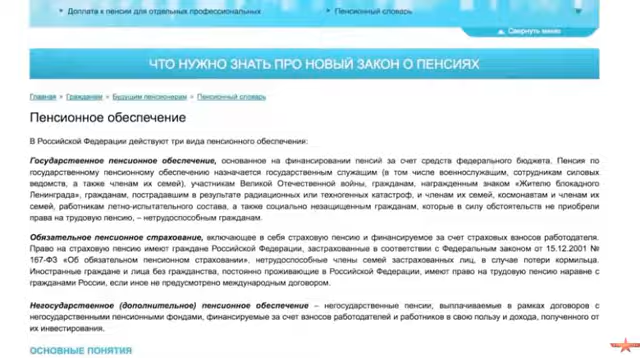 Доплата к пенсии для отдельных профессиональных
Пенсионный словарь
Свернуть меню
ЧТО НУЖНО ЗНАТЬ ПРО НОВЫЙ ЗАКОН О ПЕНСИЯХ
Главная » Гражданам » Будущим пенсионерам » Пенсионный словарь
Пенсионное обеспечение
В Российской Федерации действуют три вида пенсионного обеспечения:
Государственное пенсионное обеспечение, основанное на финансировании пенсий за счет средств федерального бюджета. Пенсия по
государственному пенсионному обеспечению назначается государственным служащим (в том числе военнослужащим, сотрудникам силовых
ведомств, а также членам их семей), участникам Великой Отечественной войны, гражданам, награжденным знаком «Жителю блокадного
Ленинграда», гражданам, пострадавшим в результате радиационных или техногенных катастроф, и членам их семей, космонавтам и членам их
семей, работникам летно-испытательного состава, а также социально незащищенным гражданам, которые в силу обстоятельств не приобрели
права на трудовую пенсию, – нетрудоспособным гражданам.
Обязательное пенсионное страхование, включающее в себя страховую пенсию и финансируемое за счет страховых взносов работодателя.
Право на страховую пенсию имеют граждане Российской Федерации, застрахованные в соответствии с Федеральным законом от 15.12.2001 №
167-ФЗ «Об обязательном пенсионном страховании», нетрудоспособные члены семей застрахованных лиц, в случае потери кормильца.
Иностранные граждане и лица без гражданства, постоянно проживающие в Российской Федерации, имеют право на трудовую пенсию наравне с
гражданами России, если иное не предусмотрено международным договором.
Негосударственное (дополнительное) пенсионное обеспечение – негосударственные пенсии, выплачиваемые в рамках договоров с
негосударственными пенсионными фондами, финансируемые за счет взносов работодателей и работников в свою пользу и дохода, полученного
от их инвестирования.
ОСНОВНЫЕ ПОНЯТИЯ